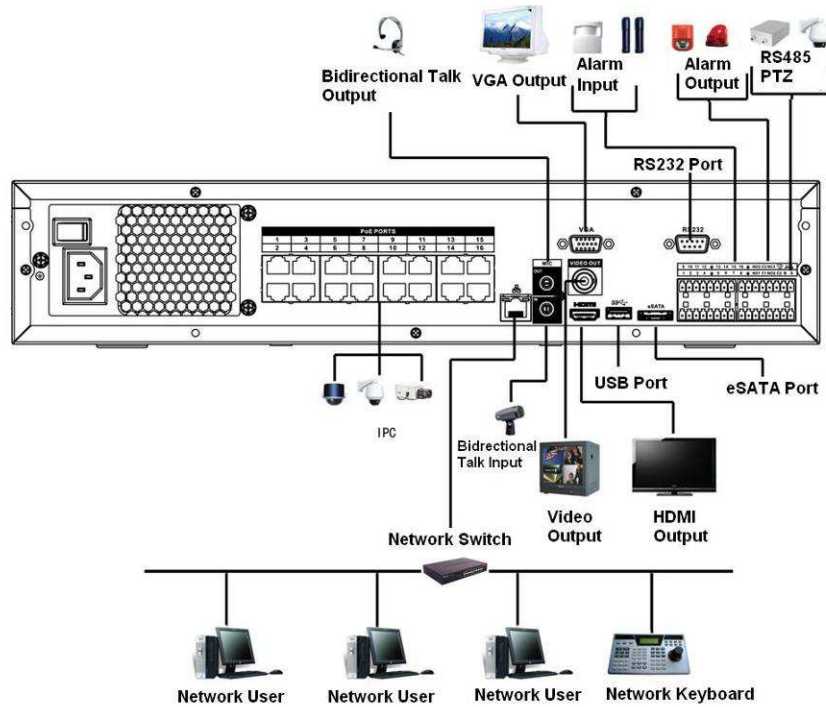 Bidirectional Talk
Output
VGA Output
Alarm
Input
Alarm
Output
RS485
PTZ
RS232 Port
PoE PORTS
1 3 5 7 9 11 13 15
2 4 6 8 10 12 14 16
VGA
RS232
MIC
OUT
IN
VIDEO OUT
HDMI
eSATA
USB Port
eSATA Port
IPC
Bidrectional
Talk Input
Video
Output
HDMI
Output
Network Switch
Network User
Network User
Network User
Network Keyboard